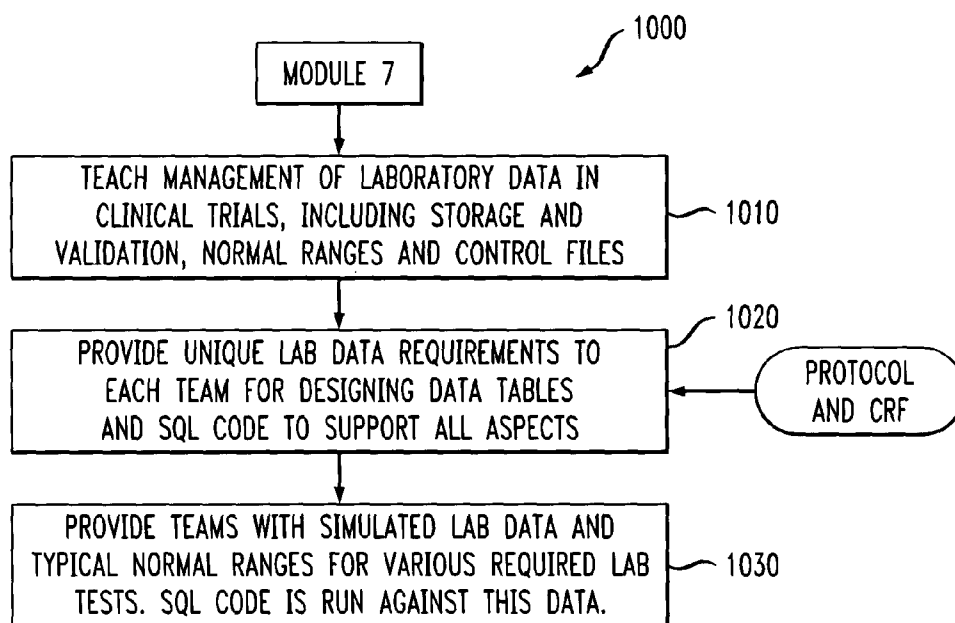 1000
MODULE 7
TEACH MANAGEMENT OF LABORATORY DATA IN
CLINICAL TRIALS, INCLUDING STORAGE AND
VALIDATION, NORMAL RANGES AND CONTROL FILES
1010
1020
PROVIDE UNIQUE LAB DATA REQUIREMENTS TO
EACH TEAM FOR DESIGNING DATA TABLES
AND SQL CODE TO SUPPORT ALL ASPECTS
PROTOCOL
AND CRF
PROVIDE TEAMS WITH SIMULATED LAB DATA AND
TYPICAL NORMAL RANGES FOR VARIOUS REQUIRED LAB
TESTS. SQL CODE IS RUN AGAINST THIS DATA.
1030